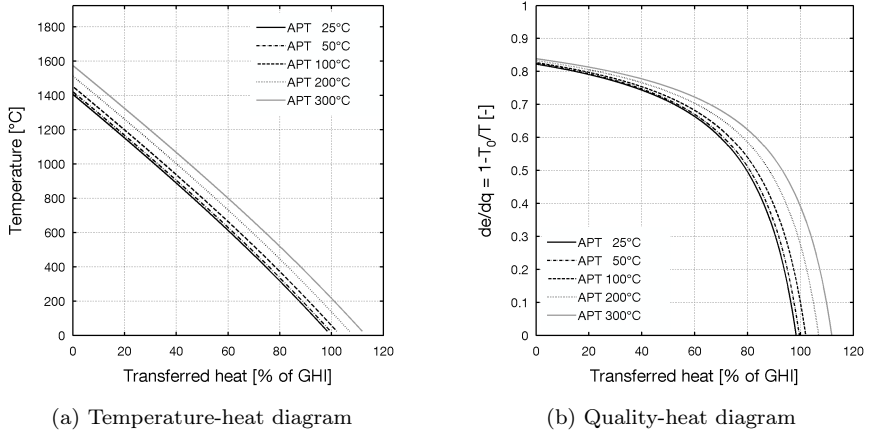 1800
1600
1400
1200
1000
800
600
400
200
0
Temperature [°C]
0 20 40 60 80 100 120
Transferred heat [% of GHI]
APT 25°C
APT 50°C
APT 100°C
APT 200°C
APT 300°C
(a) Temperature-heat diagram
1
0.9
0.8
0.7
0.6
0.5
0.4
0.3
0.2
0.1
0
de/dq = 1-T0/T [-]
0 20 40 60 80 100 120
Transferred heat [% of GHI]
APT 25°C
APT 50°C
APT 100°C
APT 200°C
APT 300°C
(b) Quality-heat diagram